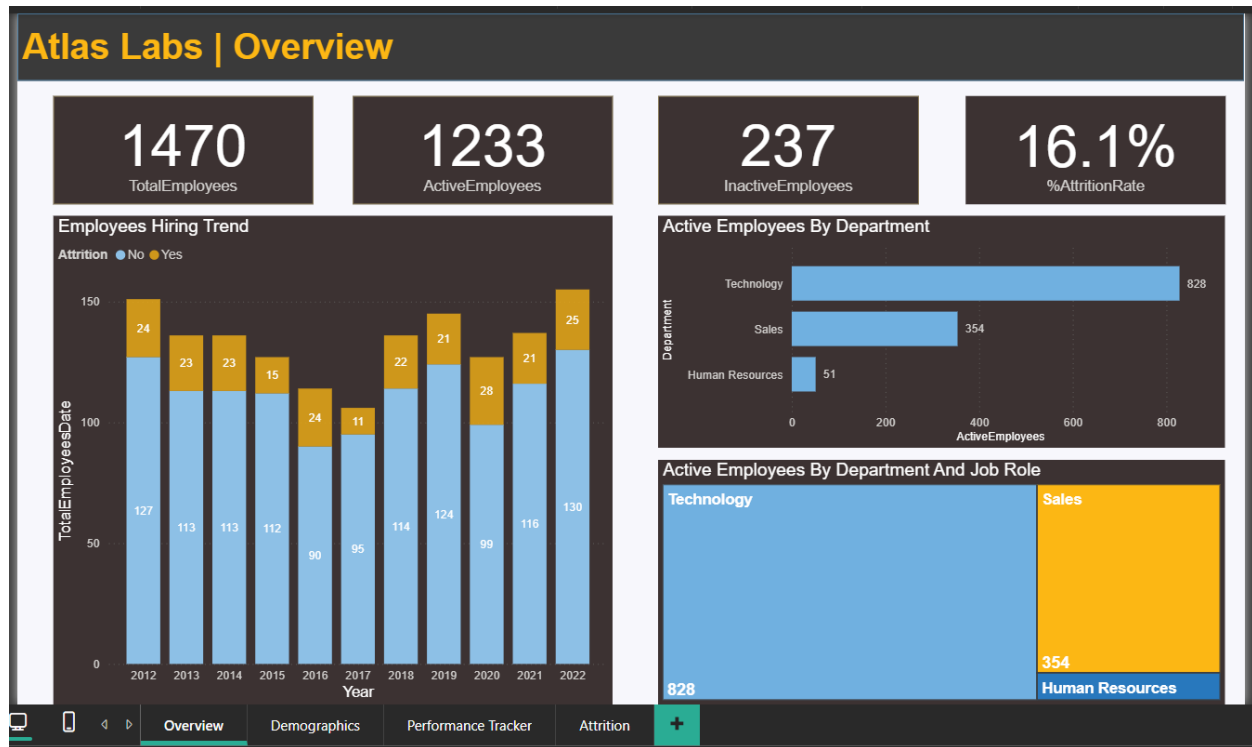 Atlas Labs | Overview
1470
TotalEmployees
1233
ActiveEmployees
237
InactiveEmployees
16.1%
%AttritionRate
Employees Hiring Trend
Attrition No Yes
TotalEmployeesDate
150
100
50
0
24
23
23
15
24
11
22
21
28
21
25
127
113
113
112
90
95
114
124
99
116
130
2012 2013 2014 2015 2016 2017 2018 2019 2020 2021 2022
Year
Active Employees By Department
Department
Technology 828
Sales 354
Human Resources 51
0 200 400 600 800
ActiveEmployees
Active Employees By Department And Job Role
Technology
828
Sales
354
Human Resources
Overview Demographics Performance Tracker Attrition +